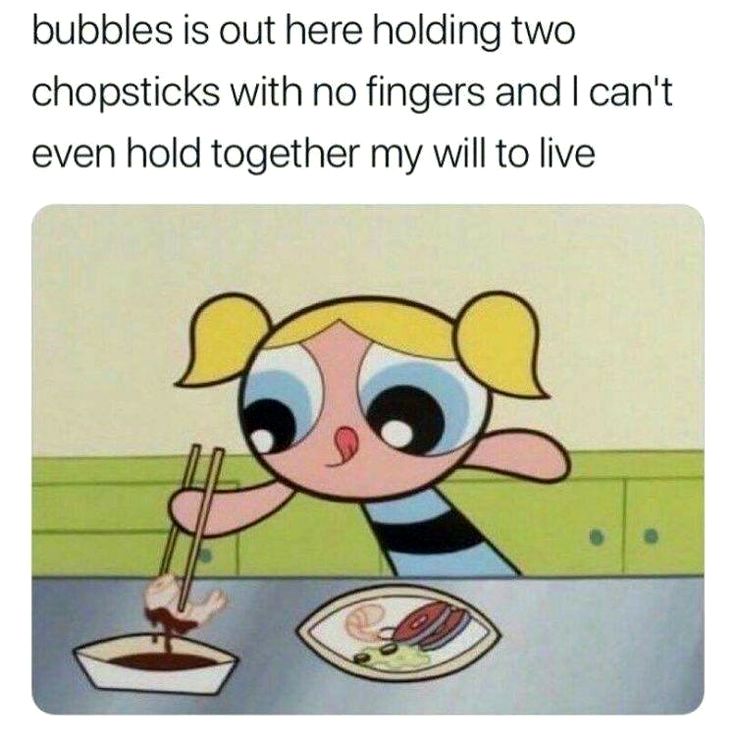 bubbles is out here holding two
chopsticks with no fingers and I can't
even hold together my will to live